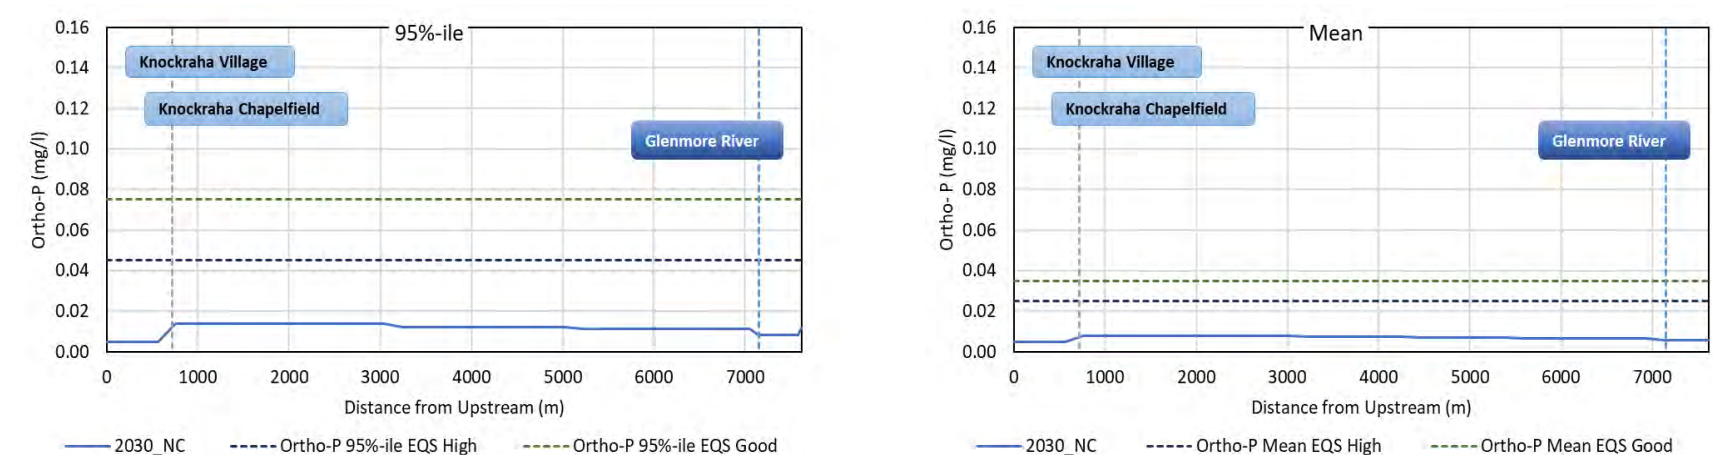 95%-ile
0.16
0.14
0.12
0.10
0.08
0.06
0.04
0.02
0.00
Ortho-P (mg/l)
Knockraha Village
Knockraha Chapelfield
Glenmore River
0 1000 2000 3000 4000 5000 6000 7000
Distance from Upstream (m)
2030_NC Ortho-P 95%-ile EQS High Ortho-P 95%-ile EQS Good
Mean
0.16
0.14
0.12
0.10
0.08
0.06
0.04
0.02
0.00
Ortho- P (mg/l)
Knockraha Village
Knockraha Chapelfield
Glenmore River
0 1000 2000 3000 4000 5000 6000 7000
Distance from Upstream (m)
2030_NC Ortho-P Mean EQS High Ortho-P Mean EQS Good